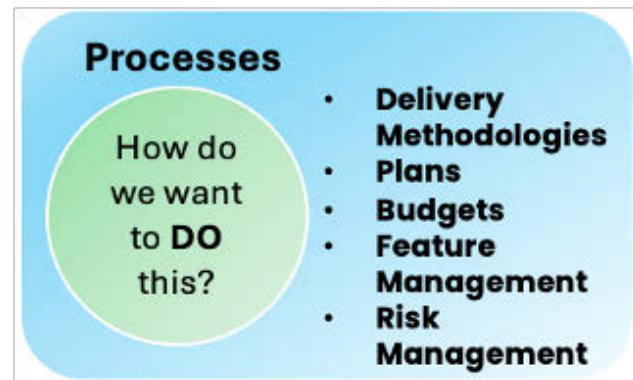 Processes
How do
we want
to DO
this?
• Delivery
Methodologies
• Plans
• Budgets
• Feature
Management
• Risk
Management